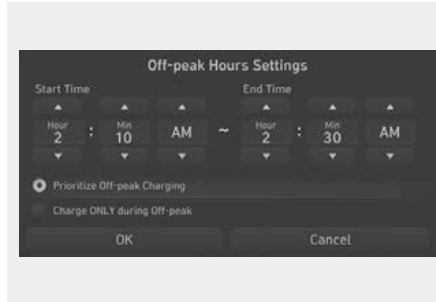 Off-peak Hours Settings
Start Time End Time
Hour Min Hour Min
2 : 10 AM ~ 2 : 30 AM
Prioritize Off-peak Charging
Charge ONLY during Off-peak
OK Cancel